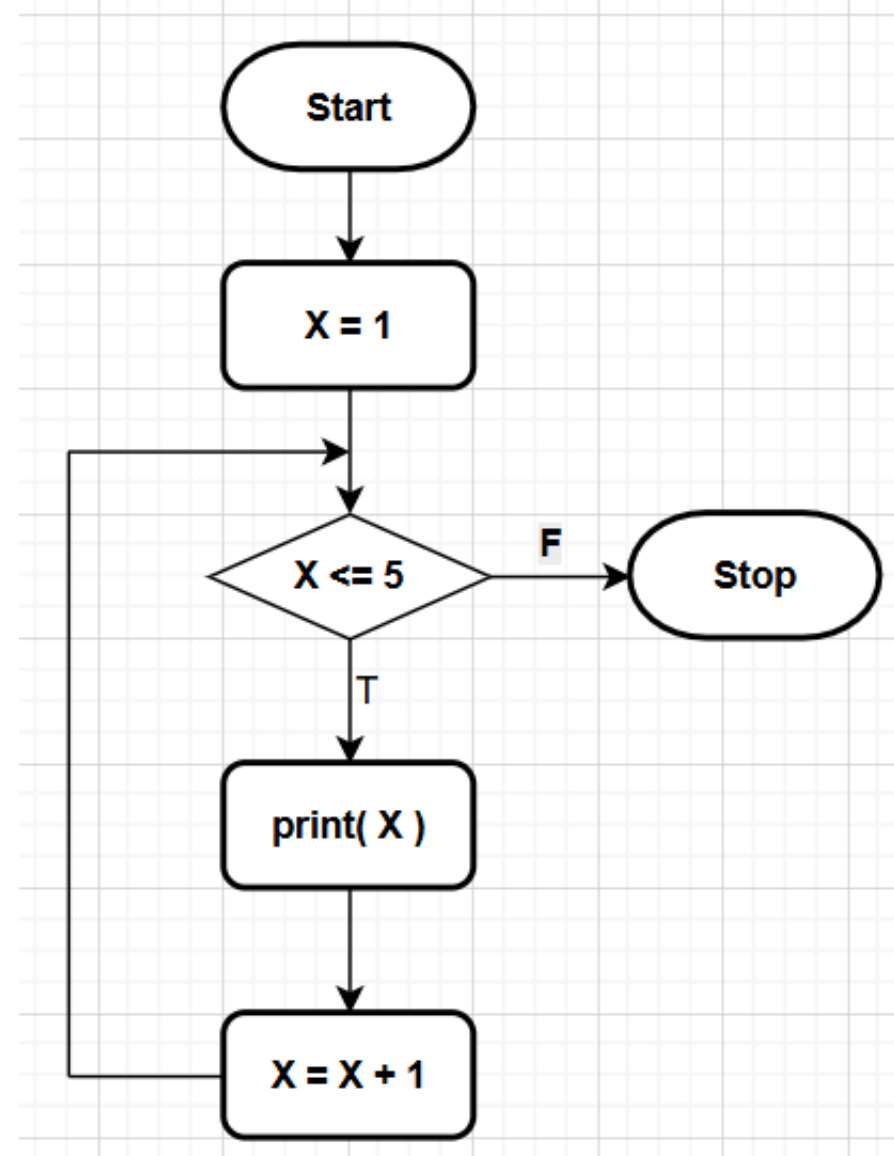 Start
X = 1
X <= 5
F
Stop
T
print( X )
X = X + 1